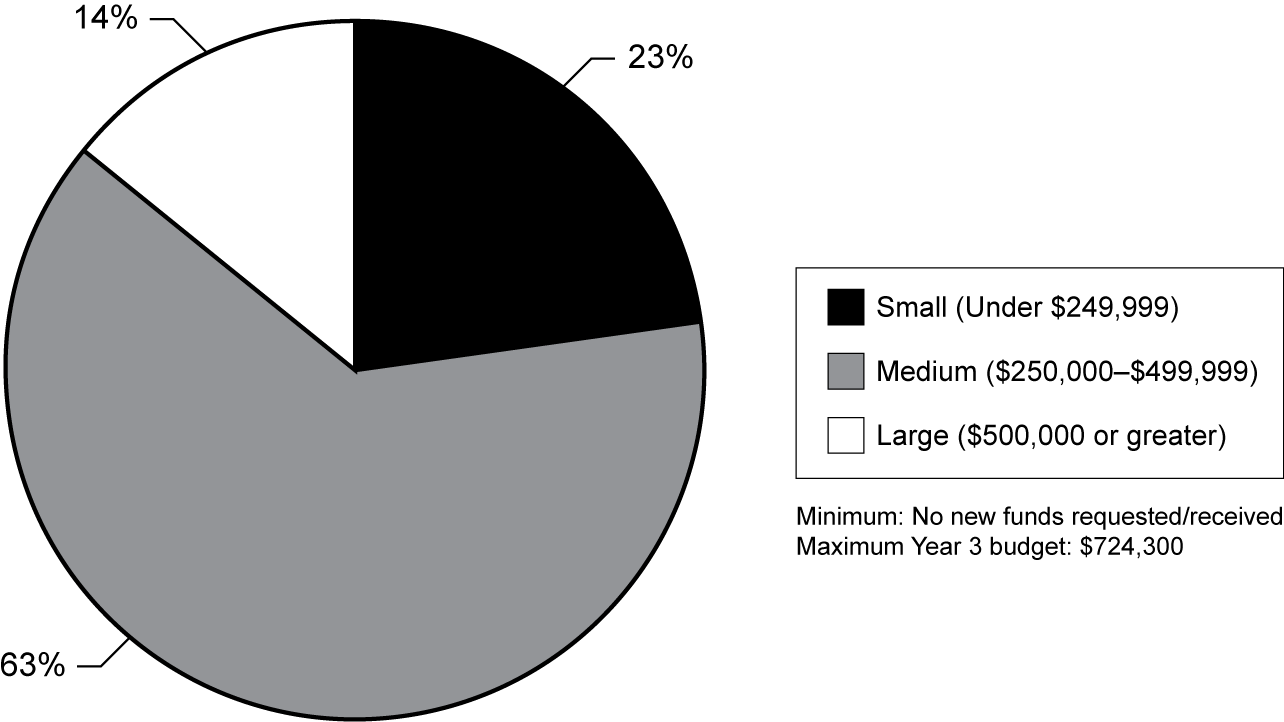 14%
23%
63%
Small (Under $249,999)
Medium ($250,000–$499,999)
Large ($500,000 or greater)
Minimum: No new funds requested/received
Maximum Year 3 budget: $724,300